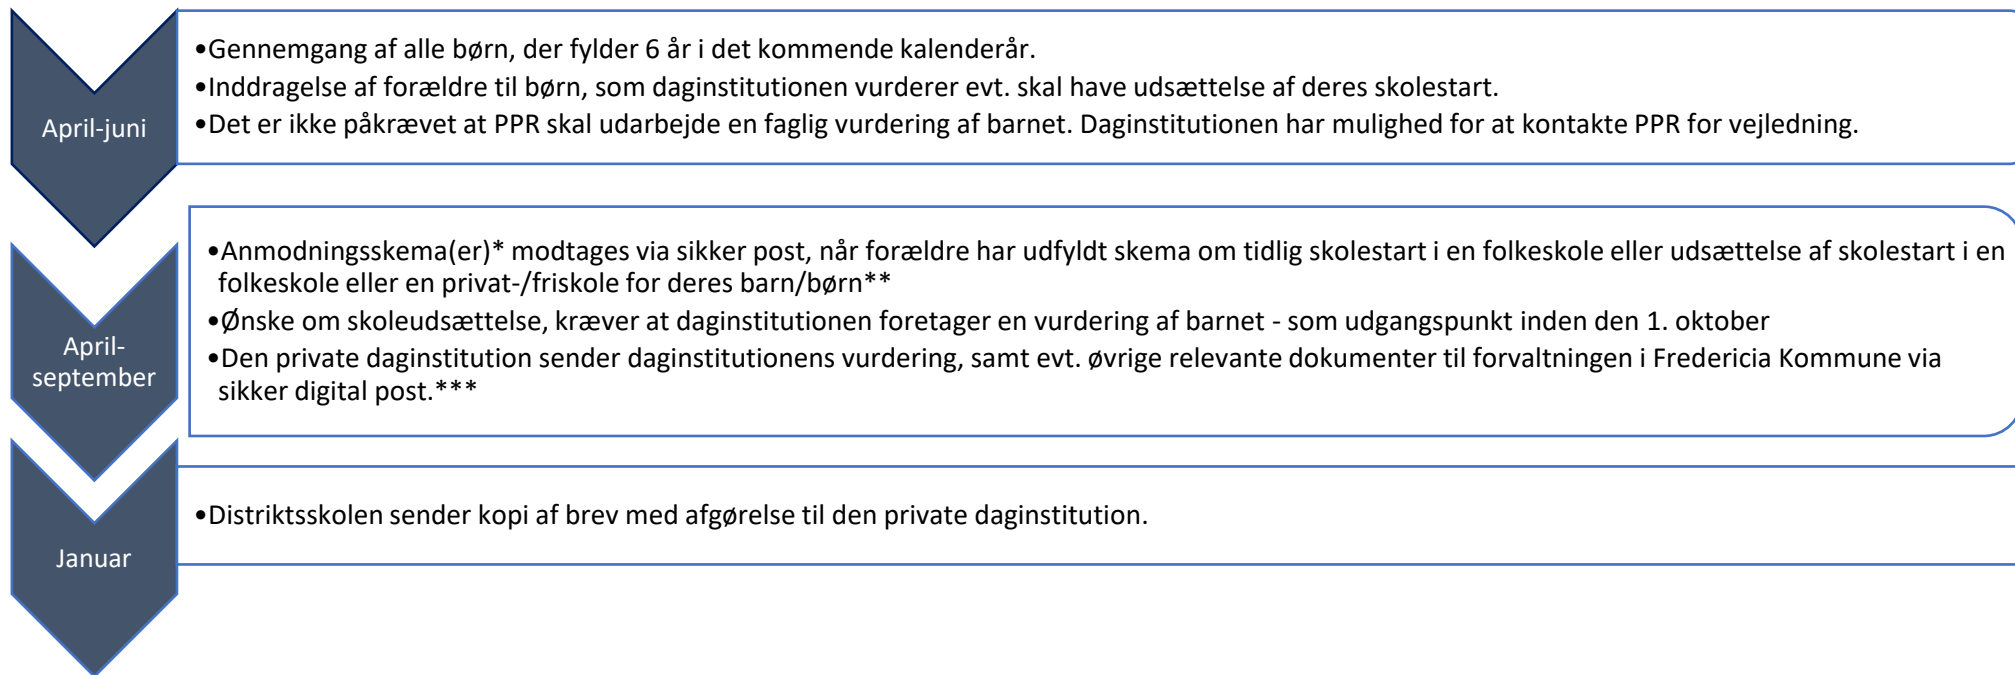 April-juni
•Gennemgang af alle børn, der fylder 6 år i det kommende kalenderår.
•Inddragelse af forældre til børn, som daginstitutionen vurderer evt. skal have udsættelse af deres skolestart.
•Det er ikke påkrævet at PPR skal udarbejde en faglig vurdering af barnet. Daginstitutionen har mulighed for at kontakte PPR for vejledning.
April-
september
•Anmodningsskema(er)* modtages via sikker post, når forældre har udfyldt skema om tidlig skolestart i en folkeskole eller udsættelse af skolestart i en
folkeskole eller en privat-/friskole for deres barn/børn**
•Ønske om skoleudsættelse, kræver at daginstitutionen foretager en vurdering af barnet - som udgangspunkt inden den 1. oktober
•Den private daginstitution sender daginstitutionens vurdering, samt evt. øvrige relevante dokumenter til forvaltningen i Fredericia Kommune via
sikker digital post.***
Januar
•Distriktsskolen sender kopi af brev med afgørelse til den private daginstitution.